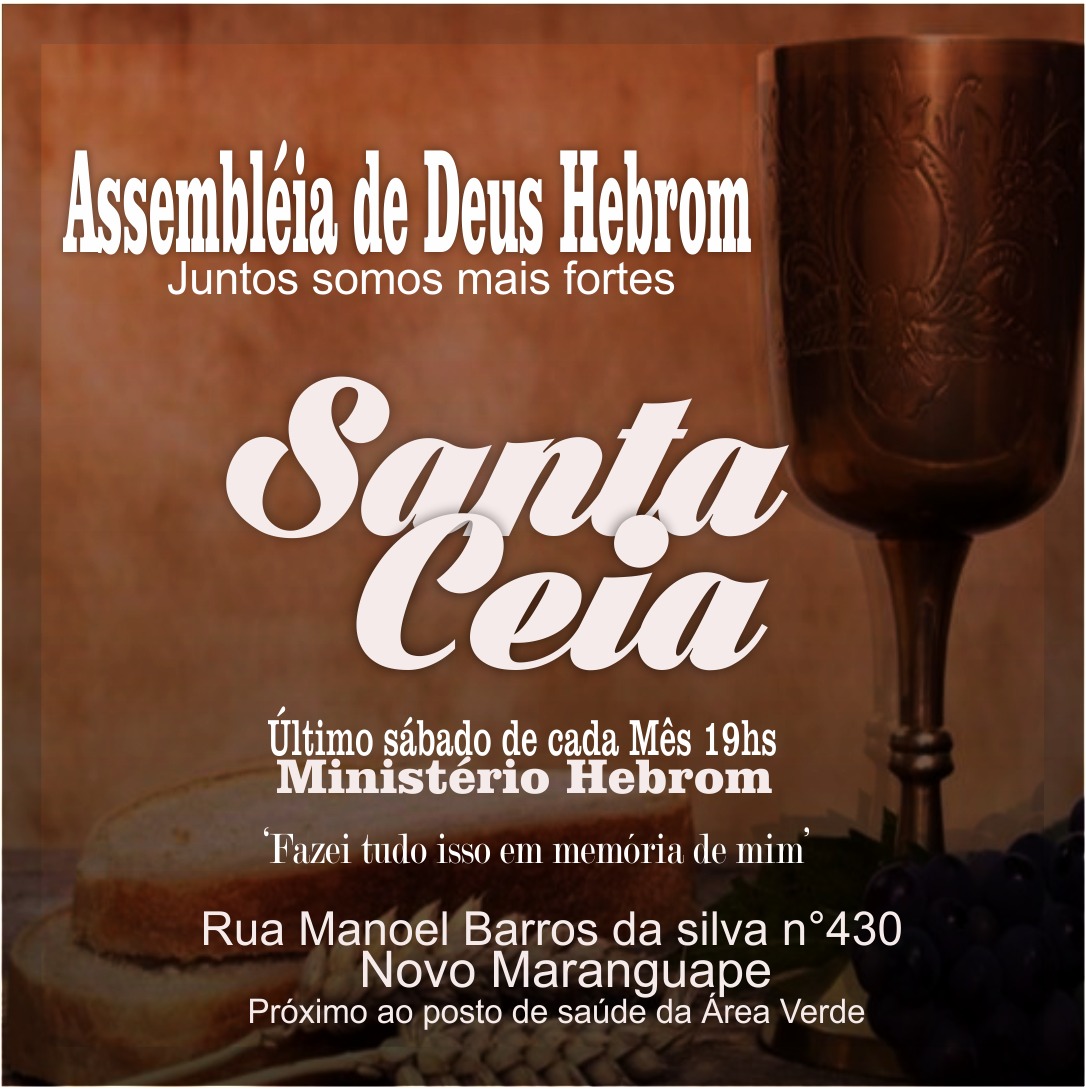 Assembléia de Deus Hebrom
Juntos somos mais fortes
Santa
Ceia
Último sábado de cada Mês 19hs
Ministério Hebrom
‘Fazei tudo isso em memória de mim’
Rua Manoel Barros da silva n°430
Novo Maranguape
Próximo ao posto de saúde da Área Verde